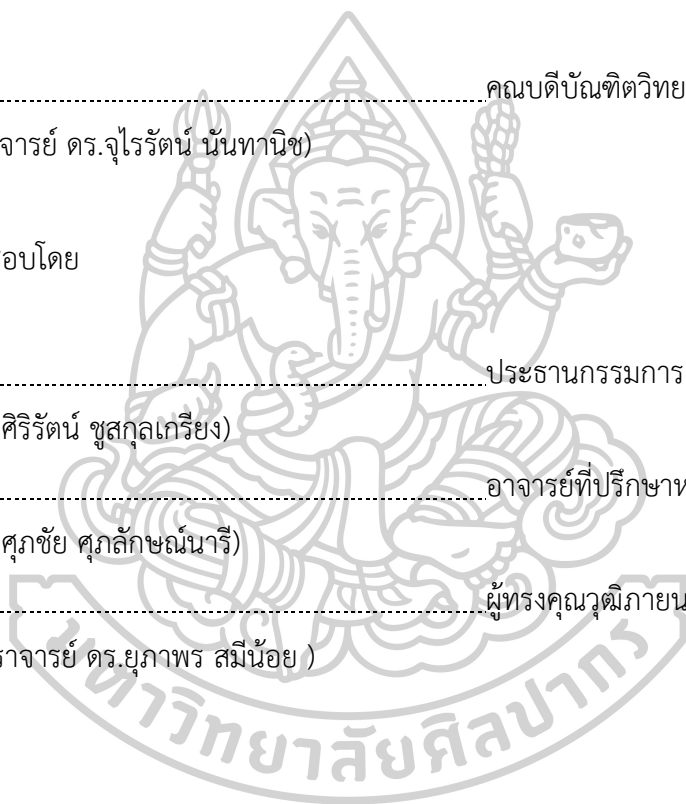 คณบดีบัณฑิตวิทย
จารย์ ดร.จุไรรัตน์ นันทานิช)
อบโดย
ประธานกรรมการ
ศิริรัตน์ ชูสกุลเกรียง)
อาจารย์ที่ปรึกษาห
ศุภชัย ศุภลักษณ์นารี)
ผู้ทรงคุณวุฒิภายน
ราจารย์ ดร.ยุภาพร สมีน้อย )
มหาวิทยาลัยศิลปากร